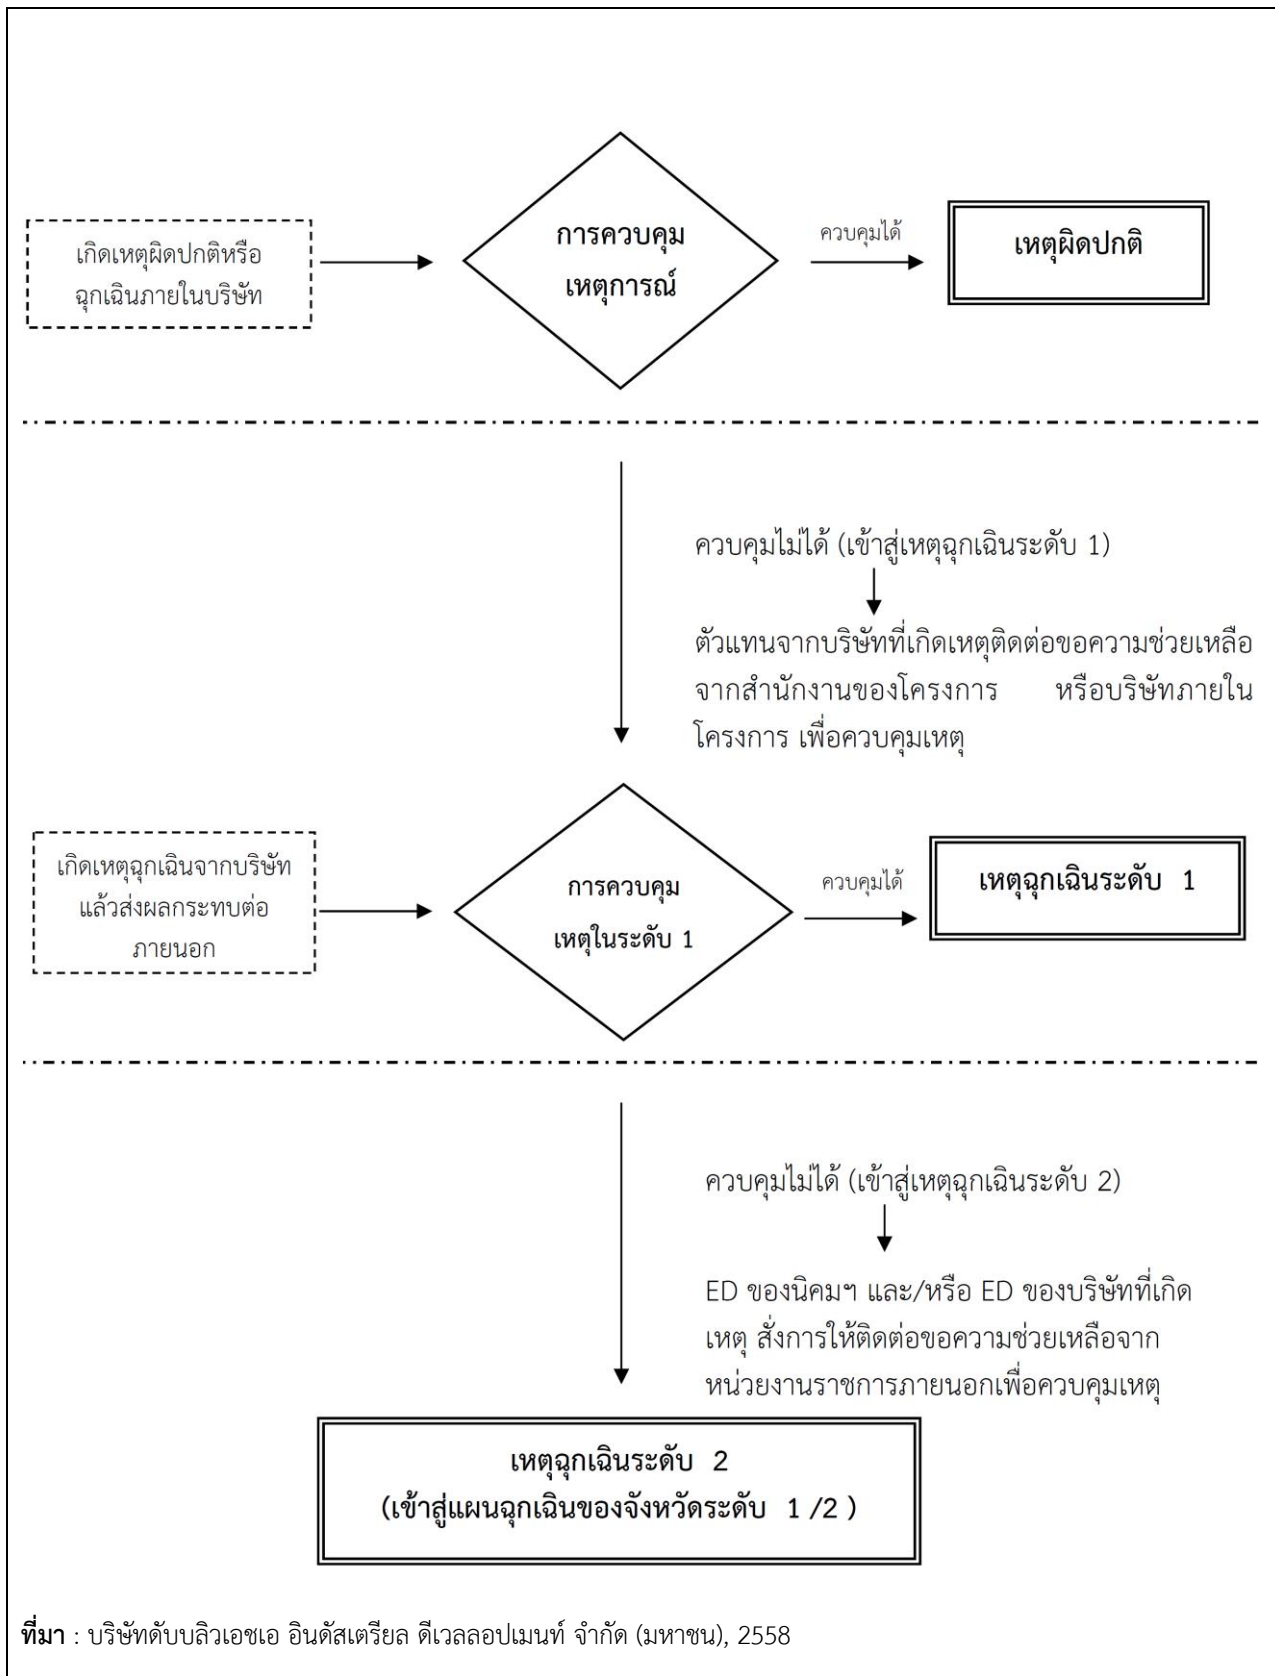 เกิดเหตุผิดปกติหรือ
ฉุกเฉินภายในบริษัท
การควบคุม
เหตุการณ์
ควบคุมได้
เหตุผิดปกติ
ควบคุมไม่ได้ (เข้าสู่เหตุฉุกเฉินระดับ 1)
ตัวแทนจากบริษัทที่เกิดเหตุติดต่อขอความช่วยเหลือ
จากสำนักงานของโครงการ หรือบริษัทภายใน
โครงการ เพื่อควบคุมเหตุ
เกิดเหตุฉุกเฉินจากบริษัท
แล้วส่งผลกระทบต่อ
ภายนอก
การควบคุม
เหตุในระดับ 1
ควบคุมได้
เหตุฉุกเฉินระดับ 1
ควบคุมไม่ได้ (เข้าสู่เหตุฉุกเฉินระดับ 2)
ED ของนิคมฯ และ/หรือ ED ของบริษัทที่เกิด
เหตุ สั่งการให้ติดต่อขอความช่วยเหลือจาก
หน่วยงานราชการภายนอกเพื่อควบคุมเหตุ
เหตุฉุกเฉินระดับ 2
(เข้าสู่แผนฉุกเฉินของจังหวัดระดับ 1 /2 )
ที่มา : บริษัทดับบลิวเอชเอ อินดัสเตรียล ดีเวลลอปเมนท์ จำกัด (มหาชน), 2558